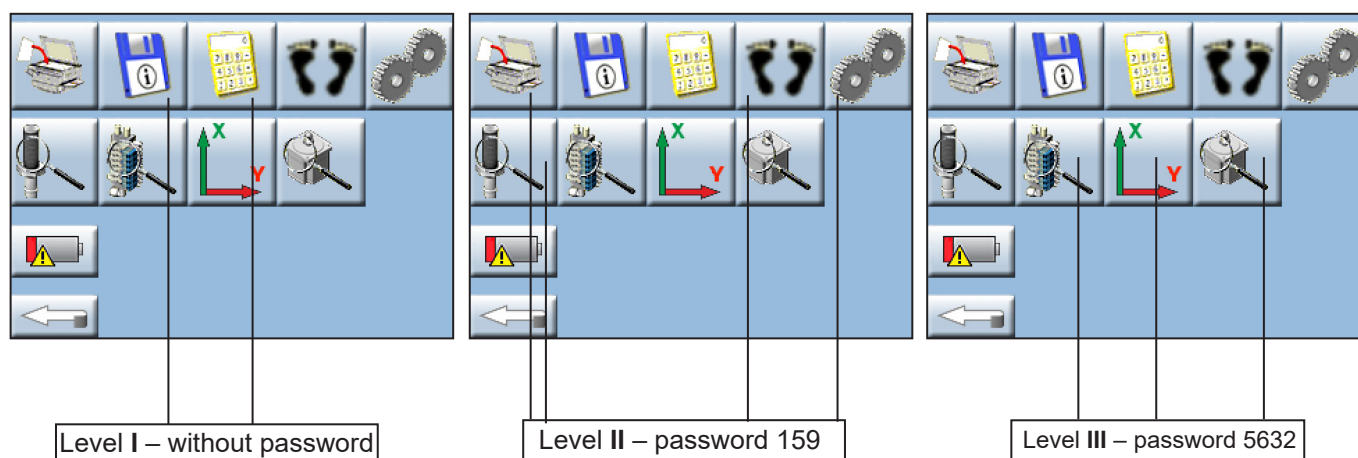 X
Y
X
Y
X
Y
Level I – without password
Level II – password 159
Level III – password 5632